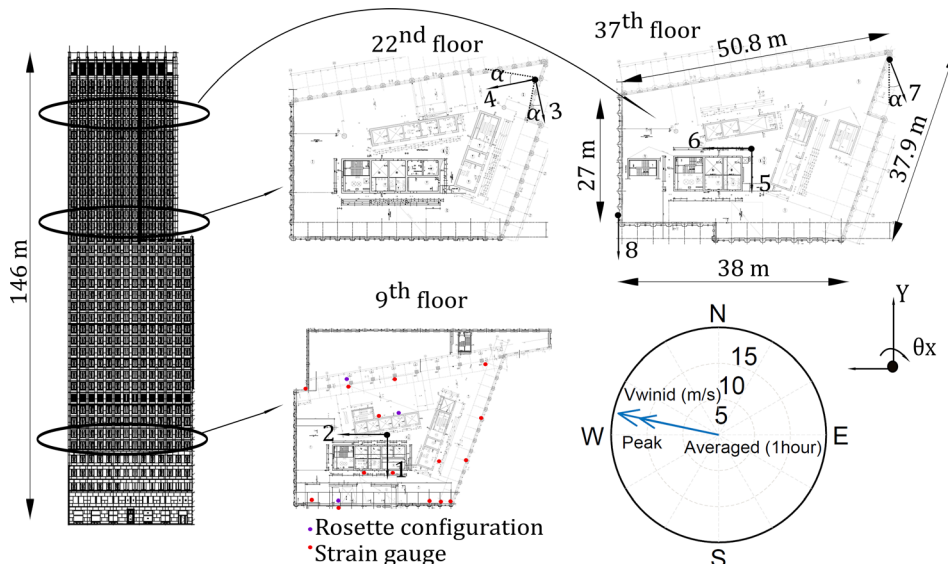 22nd floor
37th floor
50.8 m
α
4
α
3
α
7
6
5
27 m
37.9 m
8
38 m
146 m
9th floor
2
1
Rosette configuration
Strain gauge
N
15
10
5
Vwinid (m/s)
W
E
Peak
Averaged (1hour)
S
Y
θx